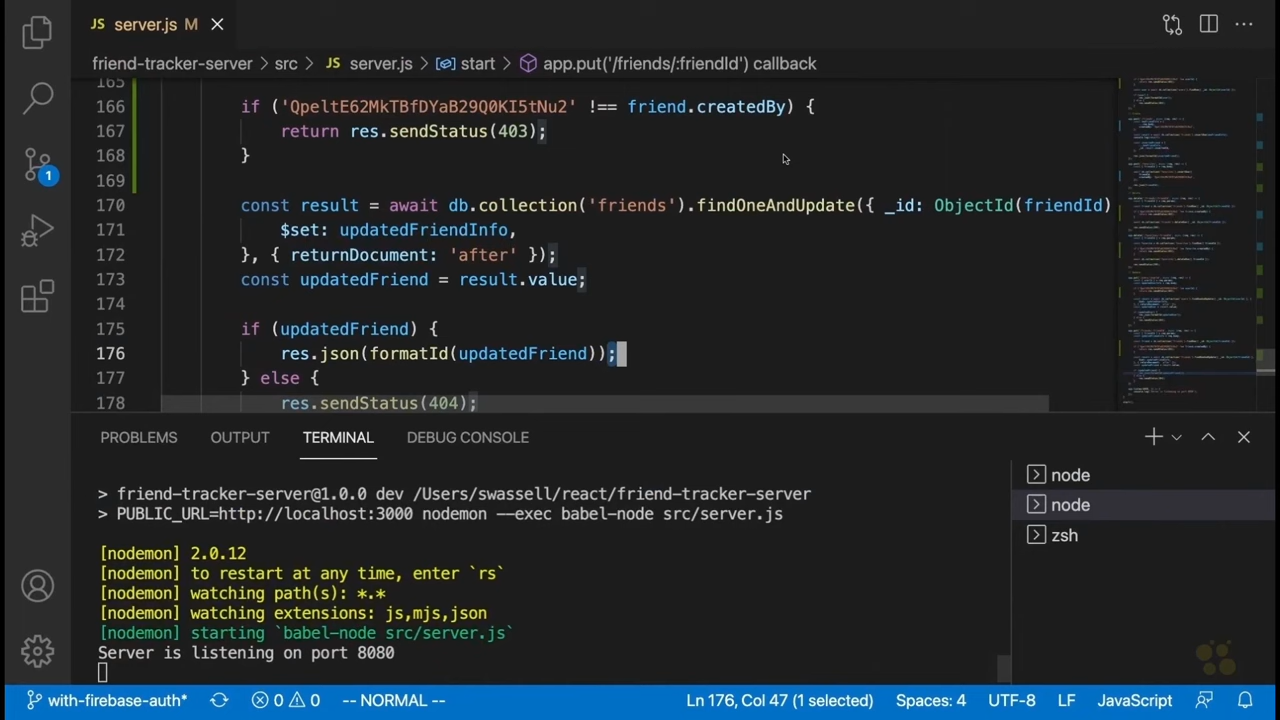 JS server.js M
friend-tracker-server > src > JS server.js > start > app.put('/friends/:friendId') callback
165
166 if ('QpeltE62MkTBfDYaB29Q0KI5tNu2' !== friend.createdBy) {
167 return res.sendStatus(403);
168 }
169
170 const result = await db.collection('friends').findOneAndUpdate({ _id: ObjectId(friendId)
171 $set: updatedFriendInfo,
172 }, { returnDocument: 'after' });
173 const updatedFriend = result.value;
174
175 if (updatedFriend) {
176 res.json(formatId(updatedFriend));
177 } else {
178 res.sendStatus(404);
1
PROBLEMS OUTPUT TERMINAL DEBUG CONSOLE
> friend-tracker-server@1.0.0 dev /Users/swassell/react/friend-tracker-server
> PUBLIC_URL=http://localhost:3000 nodemon --exec babel-node src/server.js
[nodemon] 2.0.12
[nodemon] to restart at any time, enter `rs`
[nodemon] watching path(s): *.*
[nodemon] watching extensions: js,mjs,json
[nodemon] starting `babel-node src/server.js`
Server is listening on port 8080
node
node
zsh
with-firebase-auth* 0 0 -- NORMAL -- Ln 176, Col 47 (1 selected) Spaces: 4 UTF-8 LF JavaScript